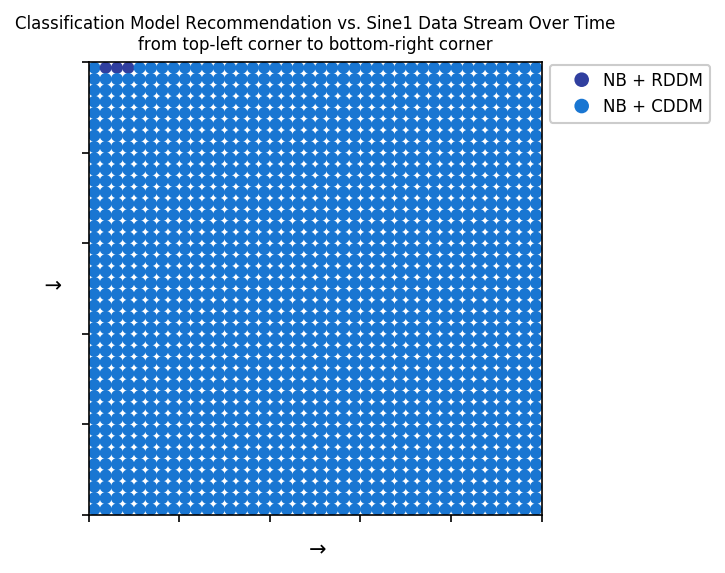 Classification Model Recommendation vs. Sine1 Data Stream Over Time
from top-left corner to bottom-right corner
NB + RDDM
NB + CDDM
→
→